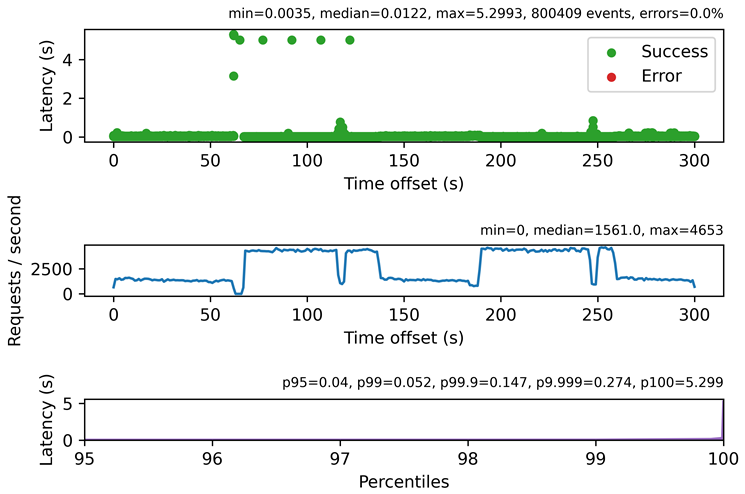 min=0.0035, median=0.0122, max=5.2993, 800409 events, errors=0.0%
Latency (s)
4
2
0
Success
Error
0 50 100 150 200 250 300
Time offset (s)
min=0, median=1561.0, max=4653
Requests / second
2500
0
0 50 100 150 200 250 300
Time offset (s)
p95=0.04, p99=0.052, p99.9=0.147, p9.999=0.274, p100=5.299
Latency (s)
5
0
95 96 97 98 99 100
Percentiles